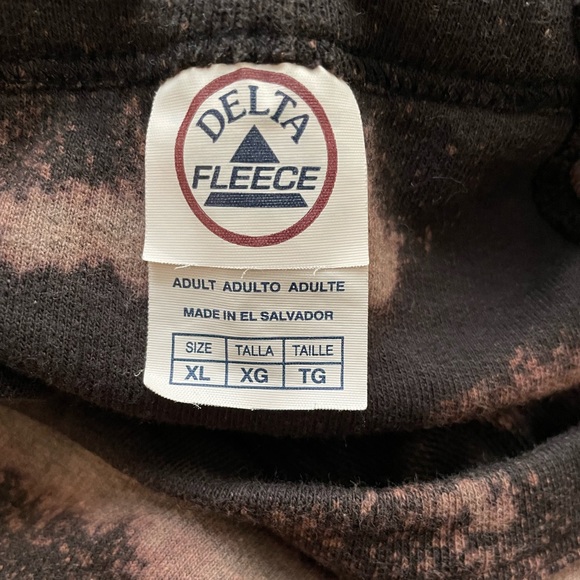 DELTA
FLEECE
ADULT ADULTO ADULTE
MADE IN EL SALVADOR
SIZE TALLA TAILLE
XL XG TG